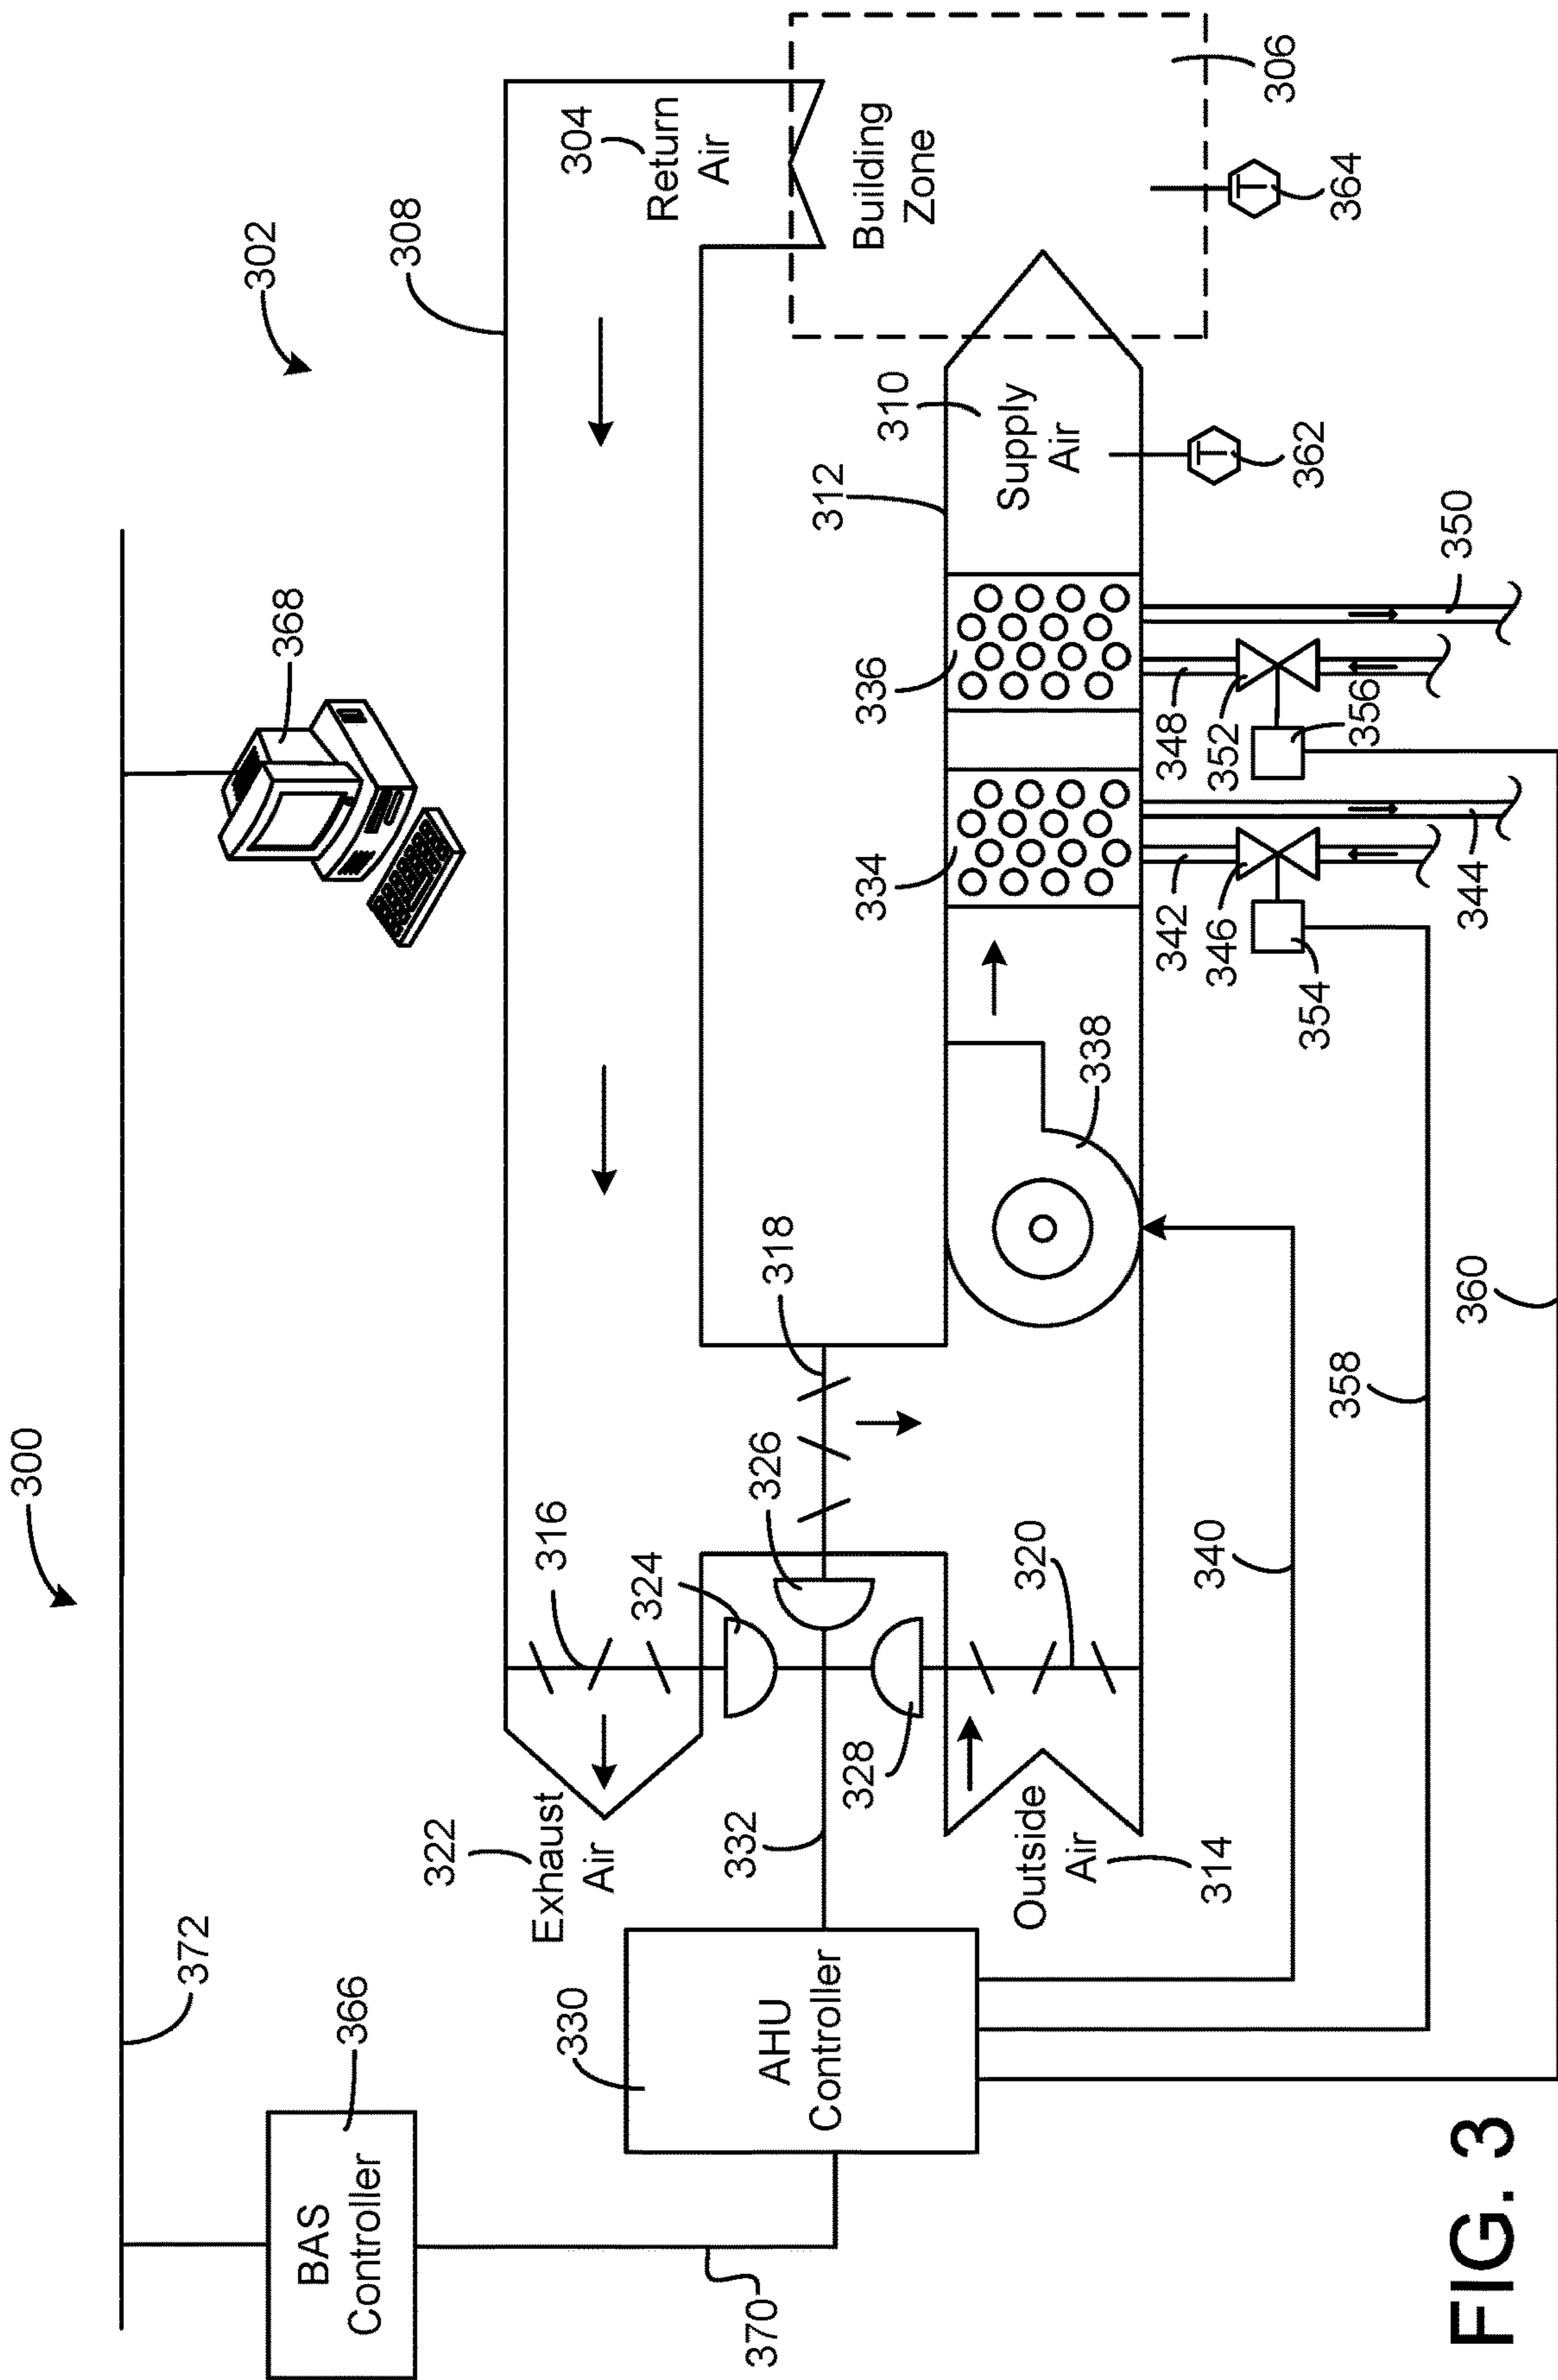 300
372
BAS
Controller
366
368
370
302
308
304
Return
Air
322
Exhaust
Air
316
324
318
326
Building
Zone
306
330
AHU
Controller
332
328
Outside
Air
314
320
338
334
336
312
310
Supply
Air
362
364
342
346
354
344
348
352
356
350
340
358
360
T
T
FIG. 3